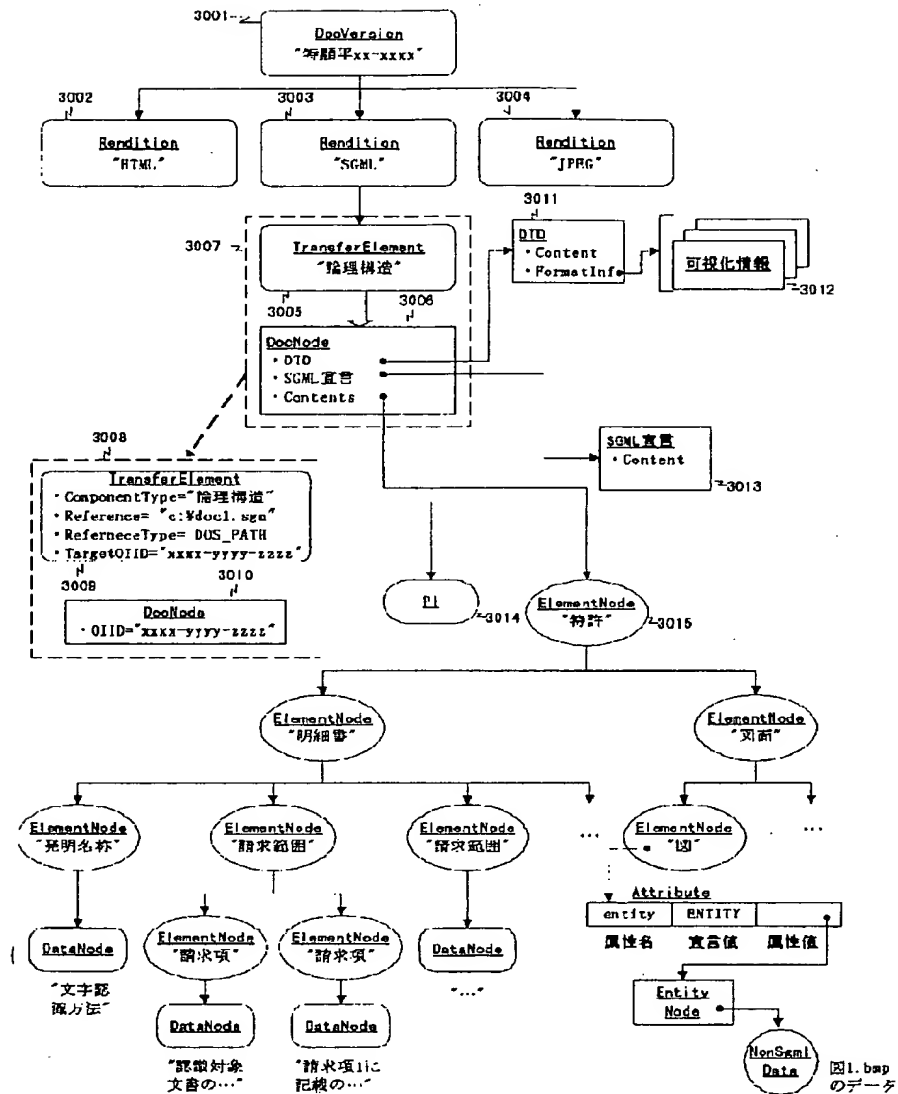 3001
DocVersion
"特願平xx-xxxx"
3002
3003
3004
Rendition
"HTML"
Rendition
"SGML"
Rendition
"JPEG"
3007
TransferElement
"論理構造"
3005
3006
3011
DTD
・Content
・FormatInfo
可視化情報
3012
DocNode
・DTD
・SGML宣言
・Contents
3008
TransferElement
・ComponentType="論理構造"
・Reference= "c:¥doc1.sgm"
・ReferneceType= DOS_PATH
・TargetOIID="xxxx-yyyy-zzzz"
3009
3010
DocNode
・OIID="xxxx-yyyy-zzzz"
SGML宣言
・Content
3013
PI
3014
ElementNode
"特許"
3015
ElementNode
"明細書"
ElementNode
"図面"
ElementNode
"発明名称"
ElementNode
"請求範囲"
ElementNode
"請求範囲"
…
ElementNode
"図"
…
Attribute
entity
ENTITY
属性名
宣言値
属性値
DataNode
"文字認
識方法"
ElementNode
"請求項"
ElementNode
"請求項"
DataNode
"…"
DataNode
"認識対象
文書の…"
DataNode
"請求項1に
記載の…"
Entity
Node
NonSgml
Data
図1.bmp
のデータ